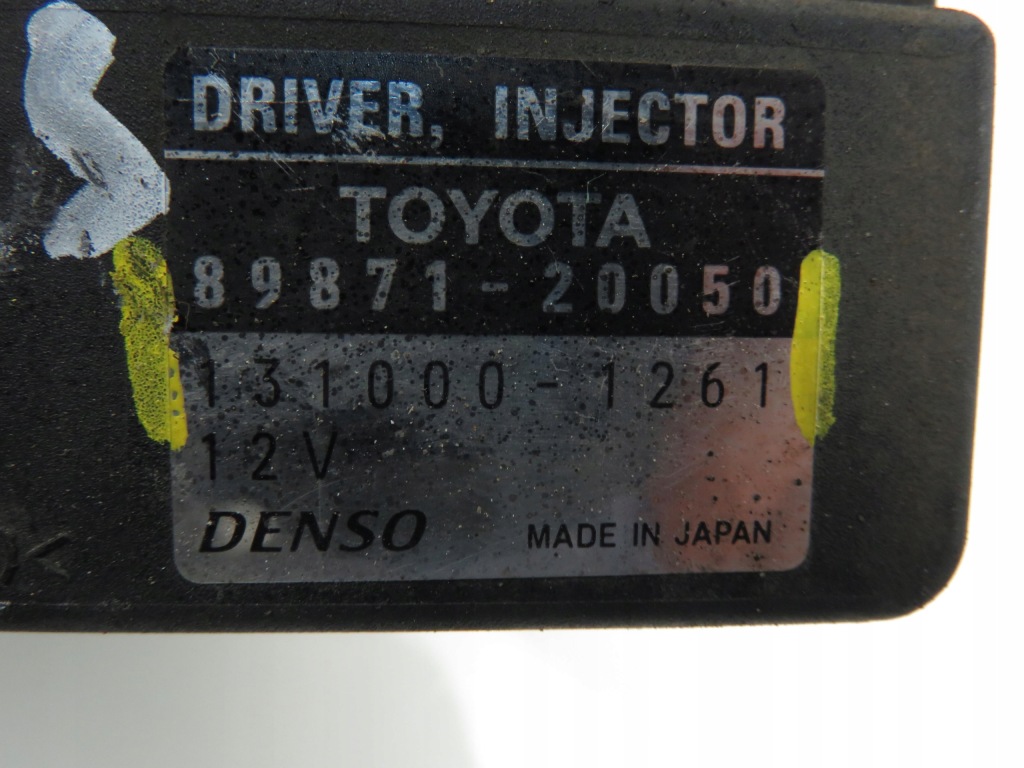 DRIVER, INJECTOR
TOYOTA
89871-20050
131000-1261
12V
DENSO MADE IN JAPAN